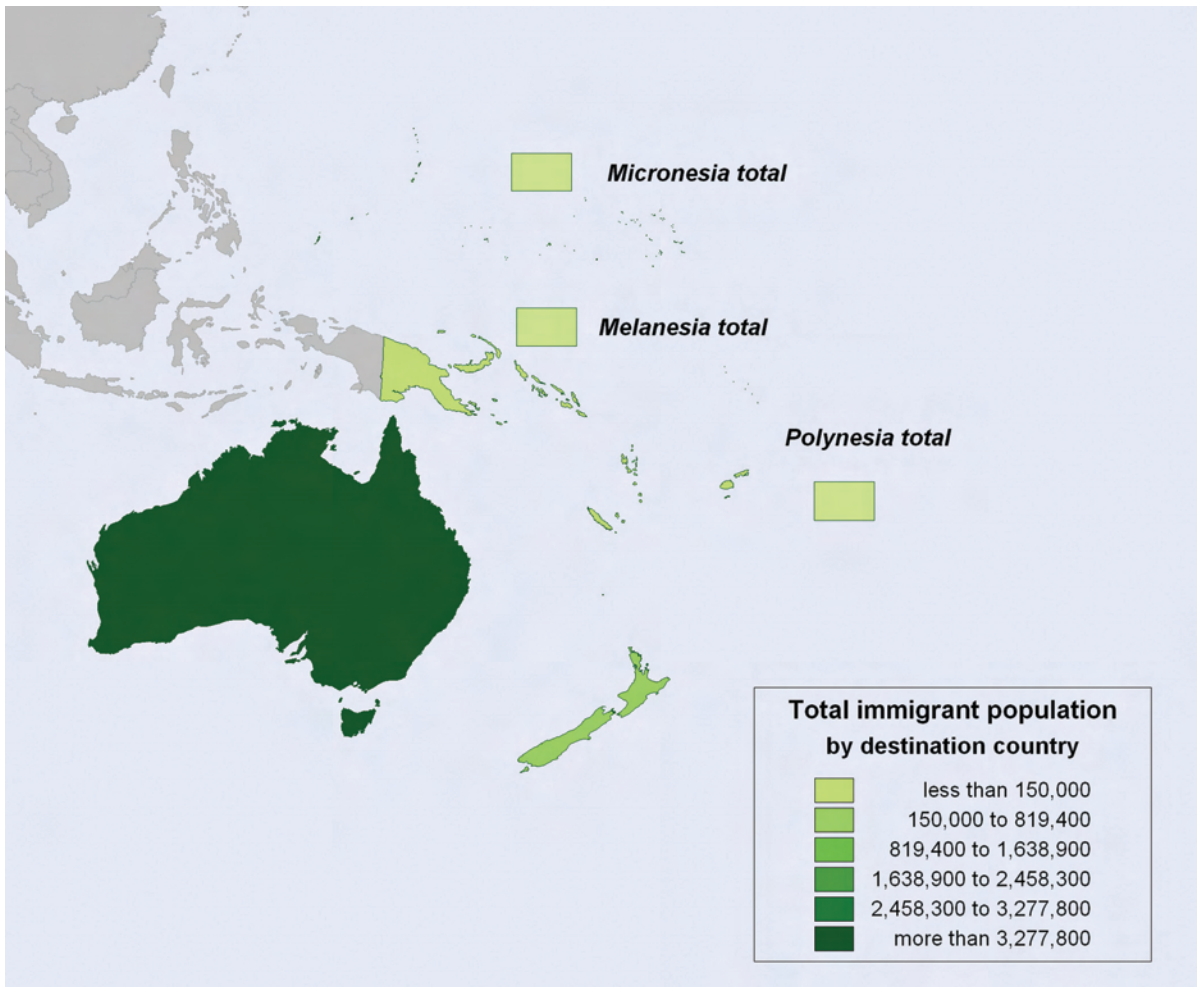 Micronesia total
Melanesia total
Polynesia total
Total immigrant population
by destination country
less than 150,000
150,000 to 819,400
819,400 to 1,638,900
1,638,900 to 2,458,300
2,458,300 to 3,277,800
more than 3,277,800